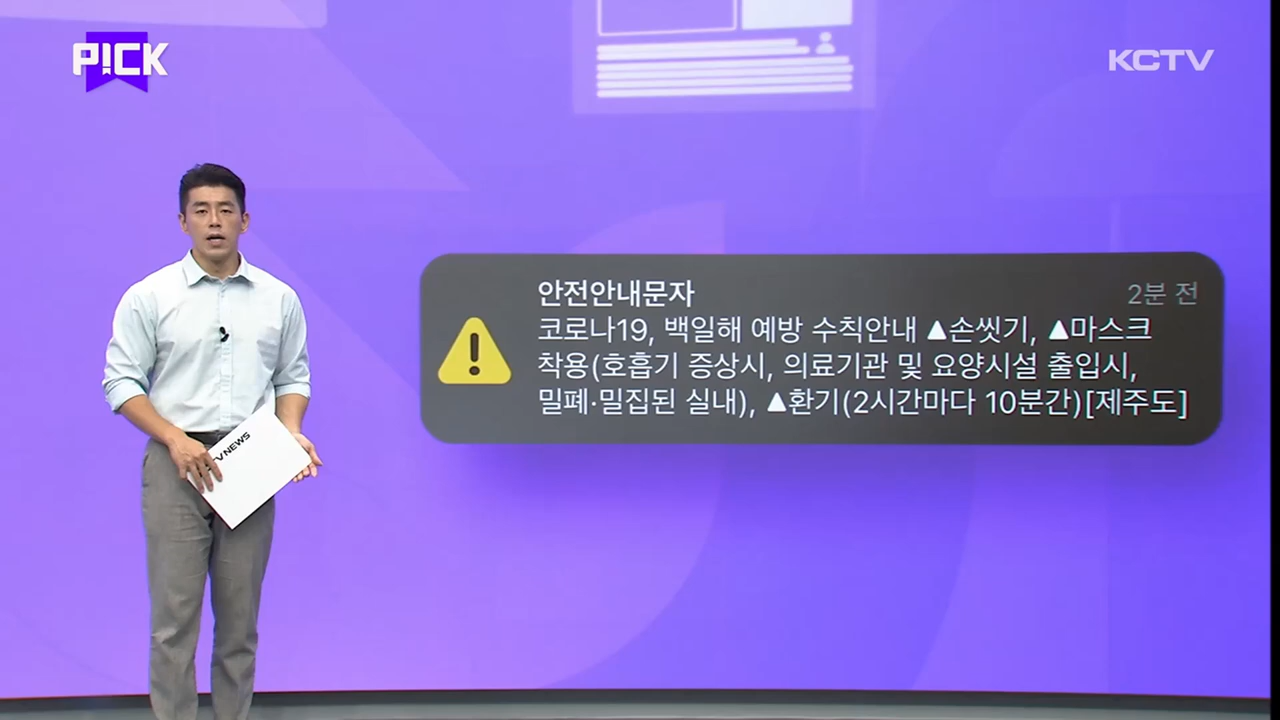 PICK
KCTV
안전안내문자 2분 전
코로나19, 백일해 예방 수칙안내 ▲손씻기, ▲마스크
착용(호흡기 증상시, 의료기관 및 요양시설 출입시,
밀폐·밀집된 실내), ▲환기(2시간마다 10분간)[제주도]
TV NEWS